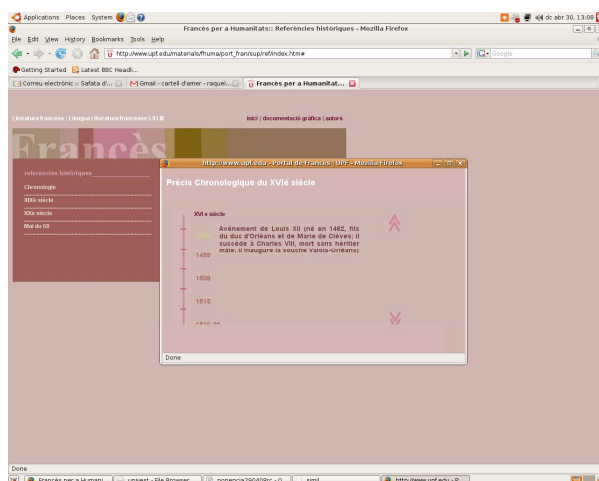 Applications Places System
dc abr 30, 13:08
Francès per a Humanitats:: Referències històriques - Mozilla Firefox
File Edit View History Bookmarks Tools Help
http://www.upf.edu/materials/fhuma/port_fran/sup/ref/index.htm#
Google
Getting Started Latest BBC Headli...
Correu electrònic :: Safata d'...
Gmail - cartell d'amer - raquel...
Francès per a Humanitat...
Literatura francesa | Llengua i literatura franceses I, II i III
inici | documentació gràfica | autors
Francès
referències històriques
Chronologie
XIXè siècle
XXè siècle
Mai du 68
http://www.upf.edu - Portal de Francès | UPF - Mozilla Firefox
Précis Chronologique du XVIè siècle
XVI e siècle
Avènement de Louis XII (né en 1462, fils
du duc d'Orléans et de Marie de Clèves; il
succède à Charles VIII, mort sans héritier
mâle; il inaugure la souche Valois-Orléans)
1499
1508
1515
Done
Done
Francès per a Humani...
univest - File Browser
ponencia290408rc - O...
simil
http://www.upf.edu - P...